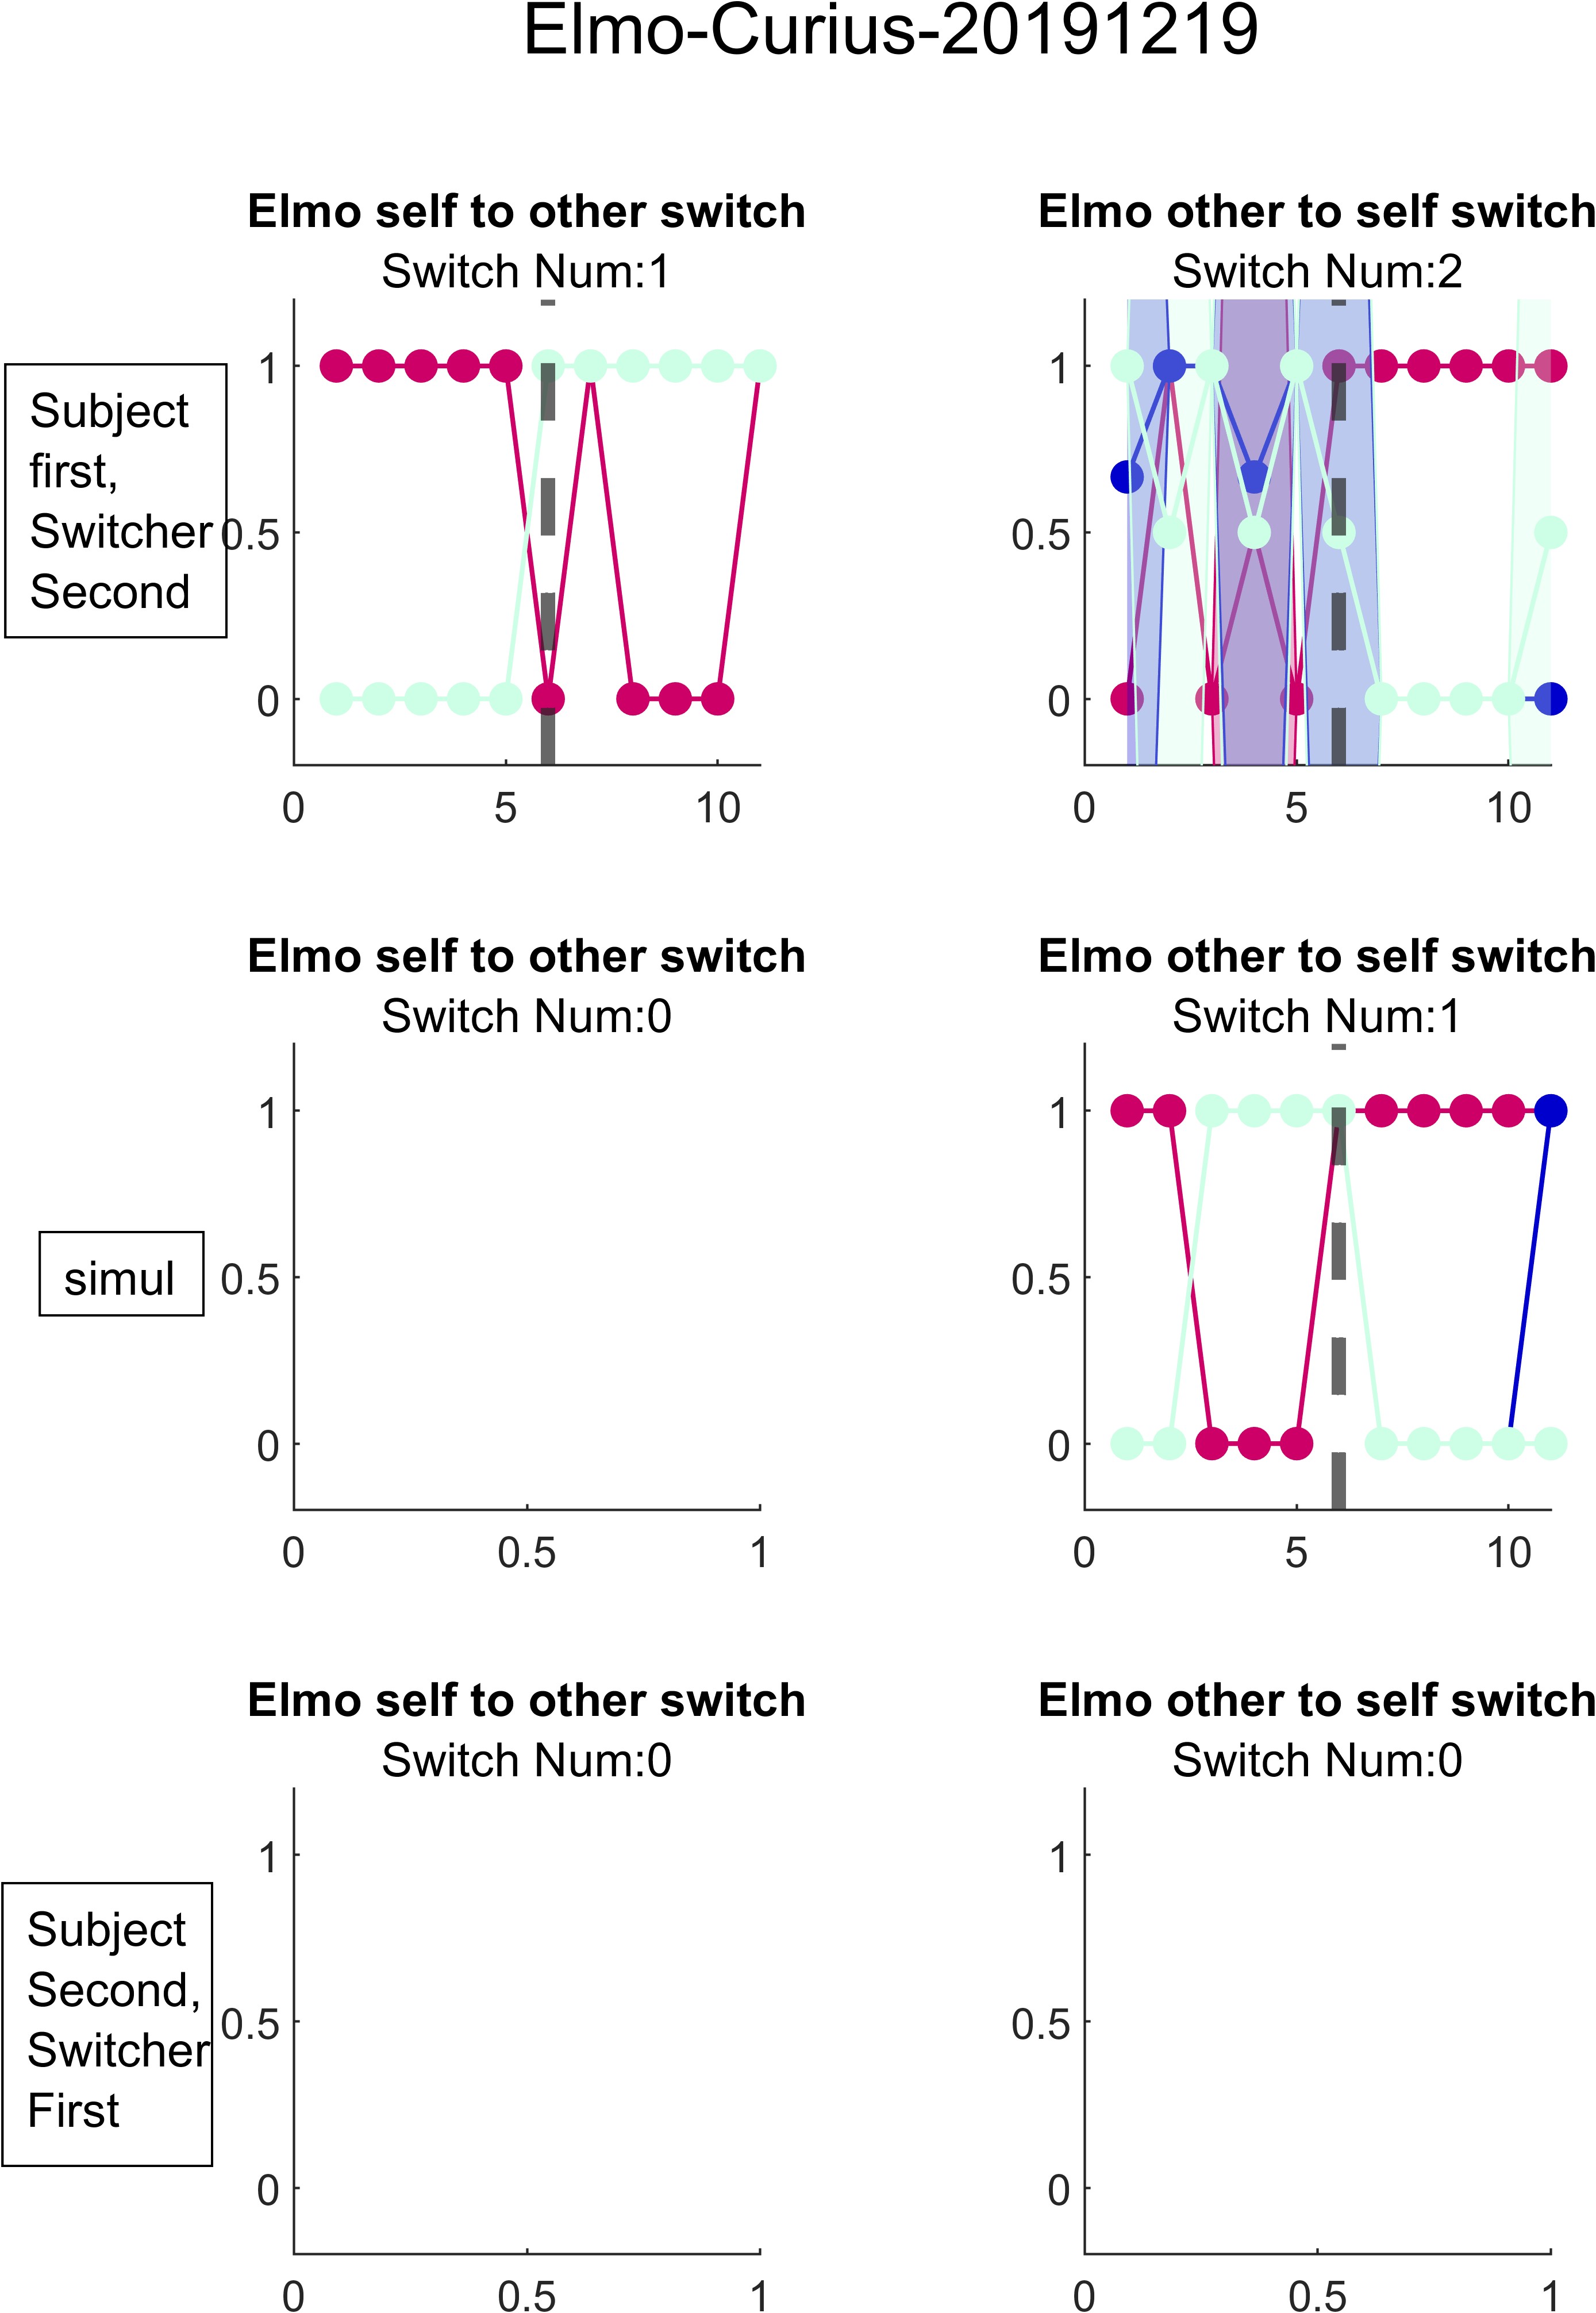 Elmo-Curius-20191219
Elmo self to other switch
Switch Num:1
Elmo other to self switch
Switch Num:2
Subject
first,
Switcher
Second
1
0.5
0
0 5 10
1
0.5
0
0 5 10
Elmo self to other switch
Switch Num:0
Elmo other to self switch
Switch Num:1
simul
1
0.5
0
0 0.5 1
1
0.5
0
0 5 10
Elmo self to other switch
Switch Num:0
Elmo other to self switch
Switch Num:0
Subject
Second,
Switcher
First
1
0.5
0
0 0.5 1
1
0.5
0
0 0.5 1